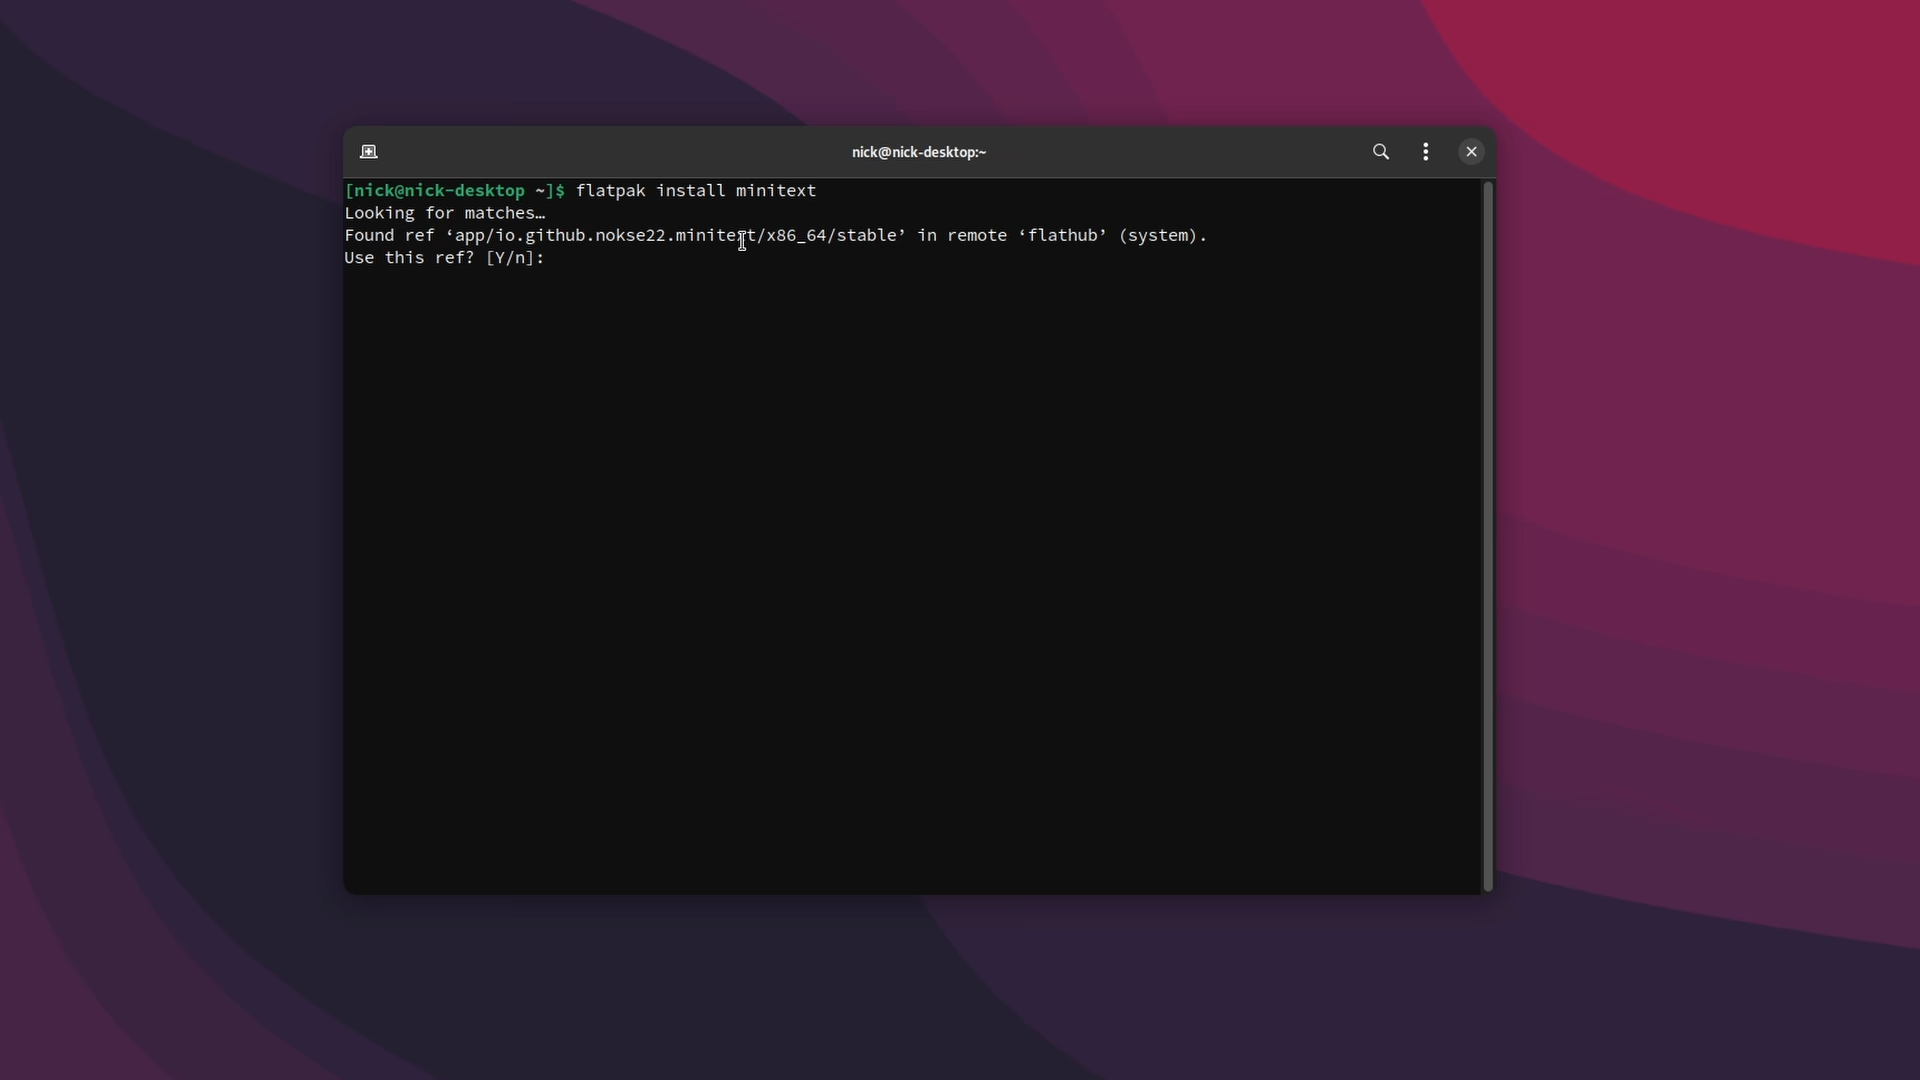 nick@nick-desktop:~
[nick@nick-desktop ~]$ flatpak install minitext
Looking for matches…
Found ref ‘app/io.github.nokse22.minitext/x86_64/stable’ in remote ‘flathub’ (system).
Use this ref? [Y/n]: